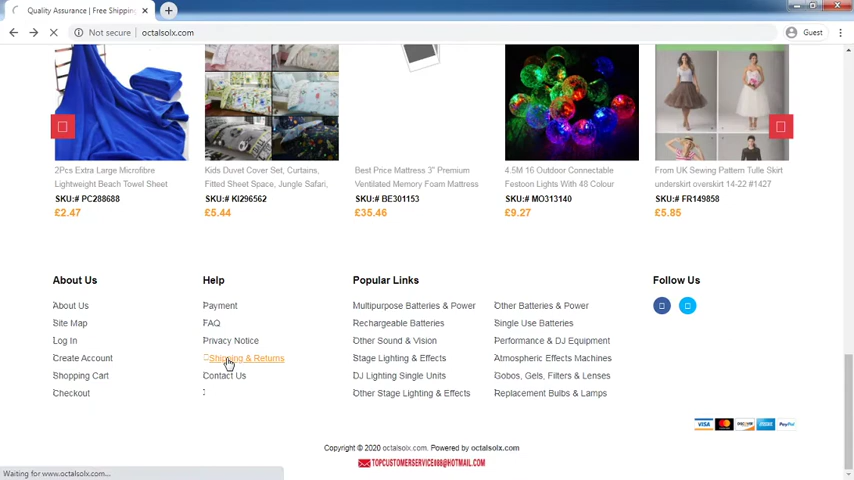 Quality Assurance | Free Shipping
Not secure | octalsolx.com
Guest
2Pcs Extra Large Microfibre
Lightweight Beach Towel Sheet
SKU:# PC288688
£2.47
Kids Duvet Cover Set, Curtains,
Fitted Sheet Space, Jungle Safari,
SKU:# KI296562
£5.44
Best Price Mattress 3" Premium
Ventilated Memory Foam Mattress
SKU:# BE301153
£35.46
4.5M 16 Outdoor Connectable
Festoon Lights With 48 Colour
SKU:# MO313140
£9.27
From UK Sewing Pattern Tulle Skirt
underskirt overskirt 14-22 #1427
SKU:# FR149858
£5.85
About Us
About Us
Site Map
Log In
Create Account
Shopping Cart
Checkout
Help
Payment
FAQ
Privacy Notice
Shipping & Returns
Contact Us
Popular Links
Multipurpose Batteries & Power
Rechargeable Batteries
Other Sound & Vision
Stage Lighting & Effects
DJ Lighting Single Units
Other Stage Lighting & Effects
Other Batteries & Power
Single Use Batteries
Performance & DJ Equipment
Atmospheric Effects Machines
Gobos, Gels, Filters & Lenses
Replacement Bulbs & Lamps
Follow Us
VISA MasterCard DISCOVER AMEX PayPal
Copyright © 2020 octalsolx.com. Powered by octalsolx.com
TOPCUSTOMERSERVICE888@HOTMAIL.COM
Waiting for www.octalsolx.com...